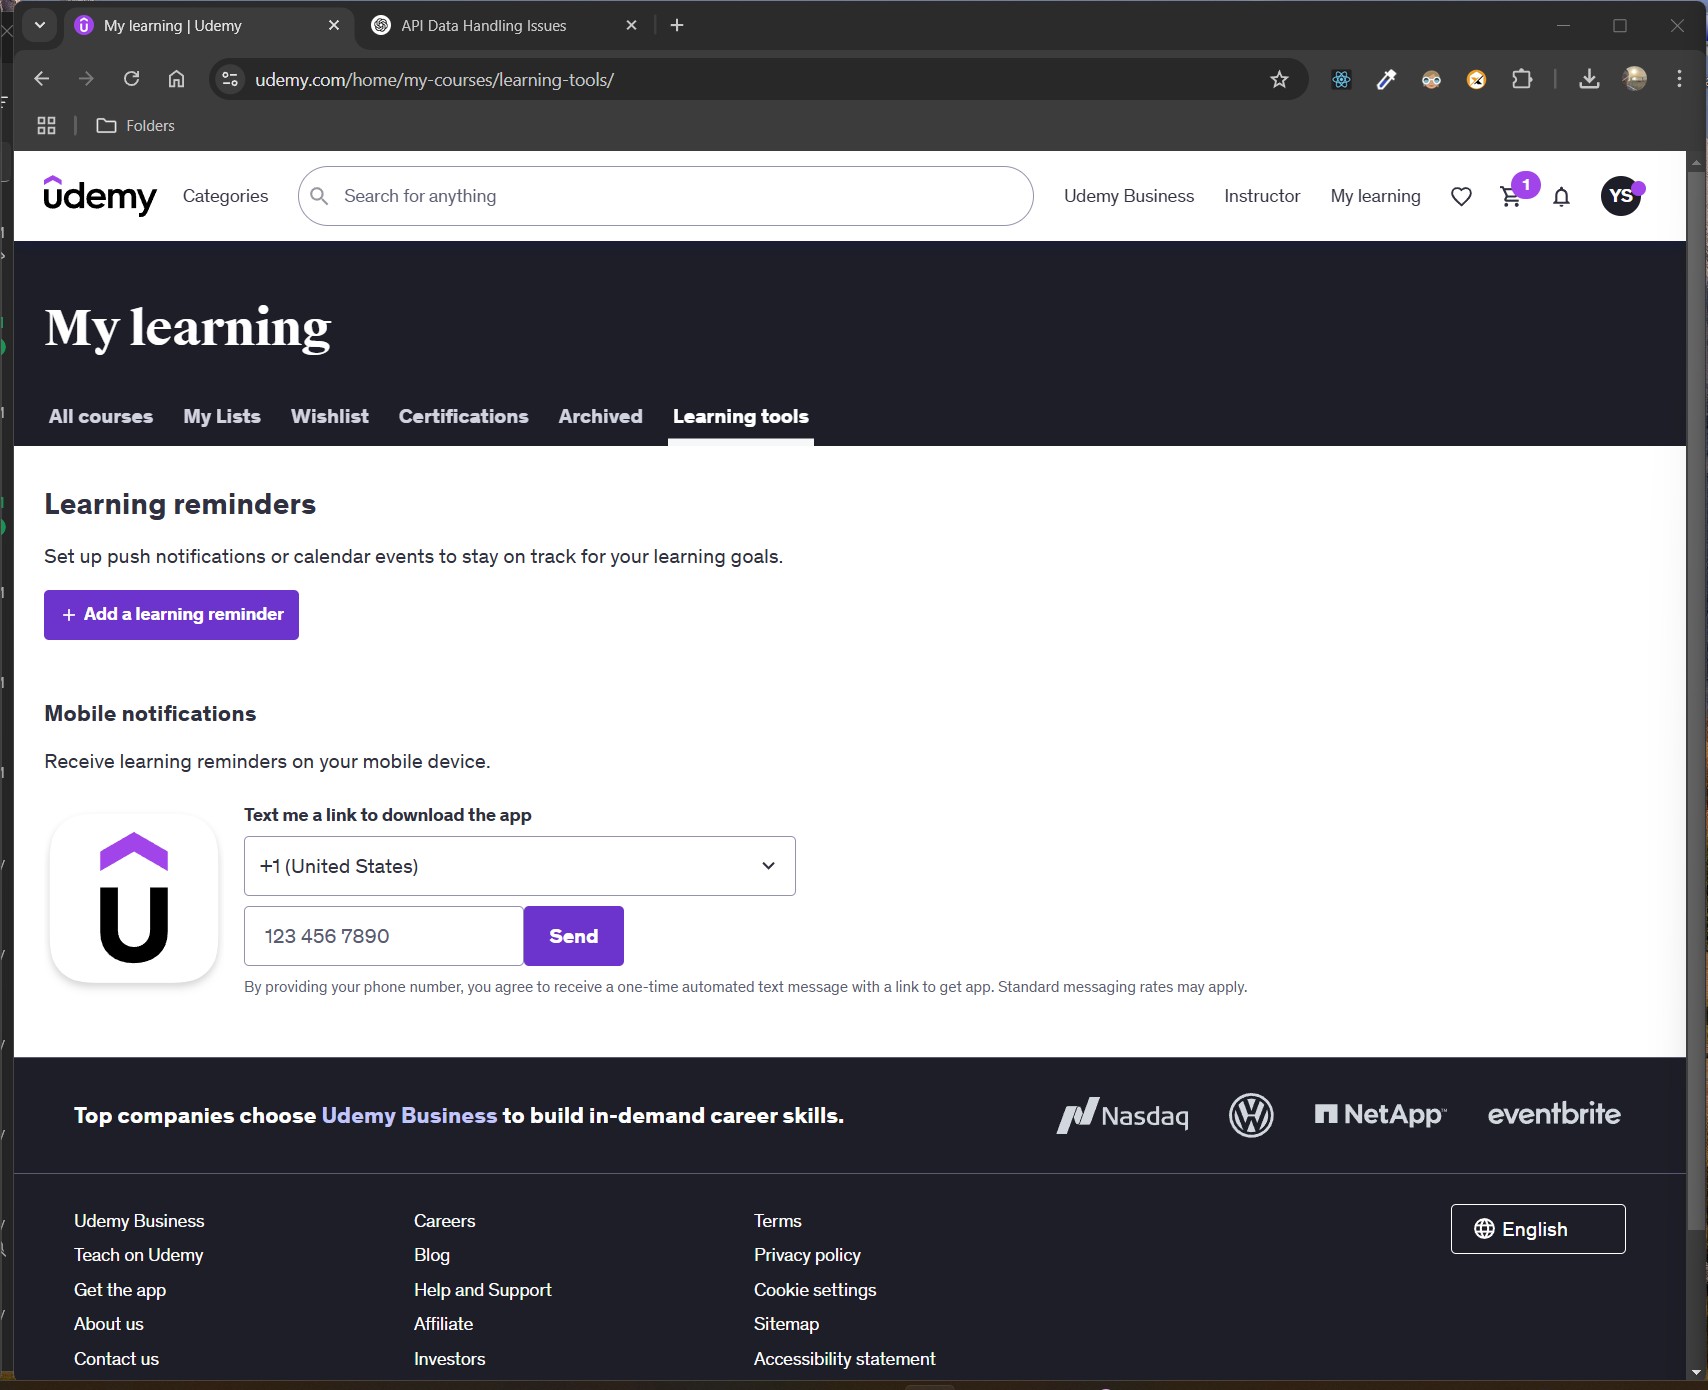 My learning | Udemy
API Data Handling Issues
udemy.com/home/my-courses/learning-tools/
Folders
udemy
Categories
Search for anything
Udemy Business
Instructor
My learning
1
YS
My learning
All courses
My Lists
Wishlist
Certifications
Archived
Learning tools
Learning reminders
Set up push notifications or calendar events to stay on track for your learning goals.
+ Add a learning reminder
Mobile notifications
Receive learning reminders on your mobile device.
Text me a link to download the app
+1 (United States)
123 456 7890
Send
By providing your phone number, you agree to receive a one-time automated text message with a link to get app. Standard messaging rates may apply.
Top companies choose Udemy Business to build in-demand career skills.
Nasdaq
NetApp™
eventbrite
Udemy Business
Teach on Udemy
Get the app
About us
Contact us
Careers
Blog
Help and Support
Affiliate
Investors
Terms
Privacy policy
Cookie settings
Sitemap
Accessibility statement
English